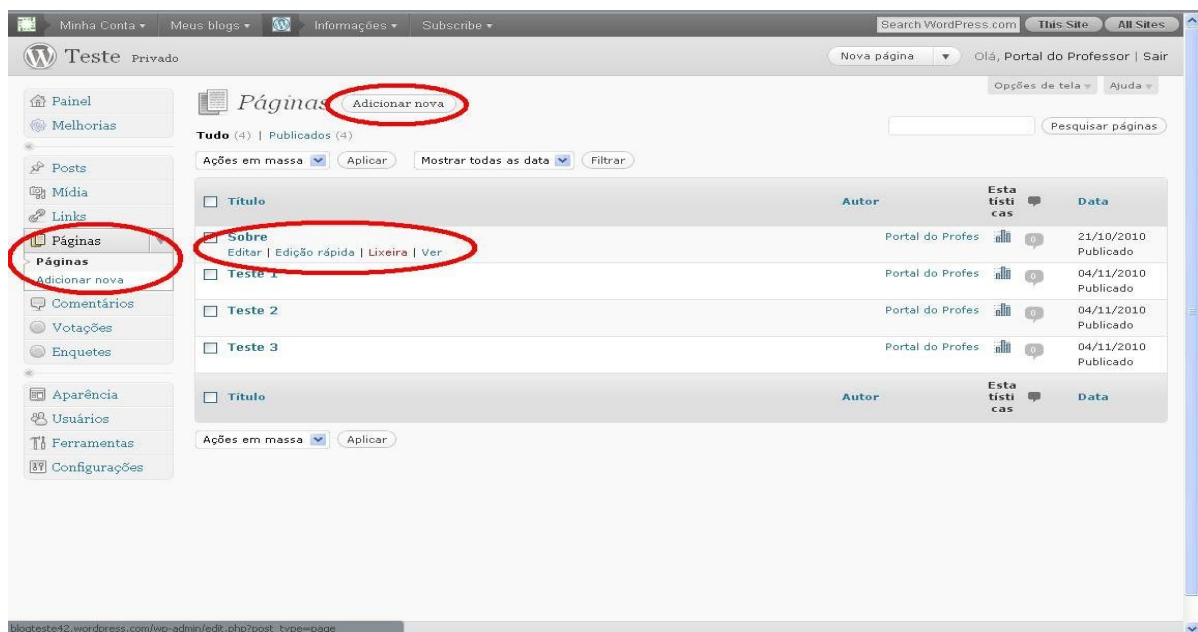 Minha Conta Meus blogs Informações Subscribe Search WordPress.com This Site All Sites
Teste Privado Nova página Olá, Portal do Professor | Sair
Opções de tela Ajuda
Painel
Melhorias
Posts
Mídia
Links
Páginas
Páginas
Adicionar nova
Comentários
Votações
Enquetes
Aparência
Usuários
Ferramentas
Configurações
Páginas Adicionar nova
Tudo (4) | Publicados (4)
Pesquisar páginas
Ações em massa Aplicar Mostrar todas as data Filtrar
Título Autor Esta
tísti
cas
Data
Sobre Portal do Profes 0 21/10/2010
Editar | Edição rápida | Lixeira | Ver Publicado
Teste 1 Portal do Profes 0 04/11/2010
Publicado
Teste 2 Portal do Profes 0 04/11/2010
Publicado
Teste 3 Portal do Profes 0 04/11/2010
Publicado
Título Autor Esta
tísti
cas
Data
Ações em massa Aplicar
blogteste42.wordpress.com/wp-admin/edit.php?post_type=page